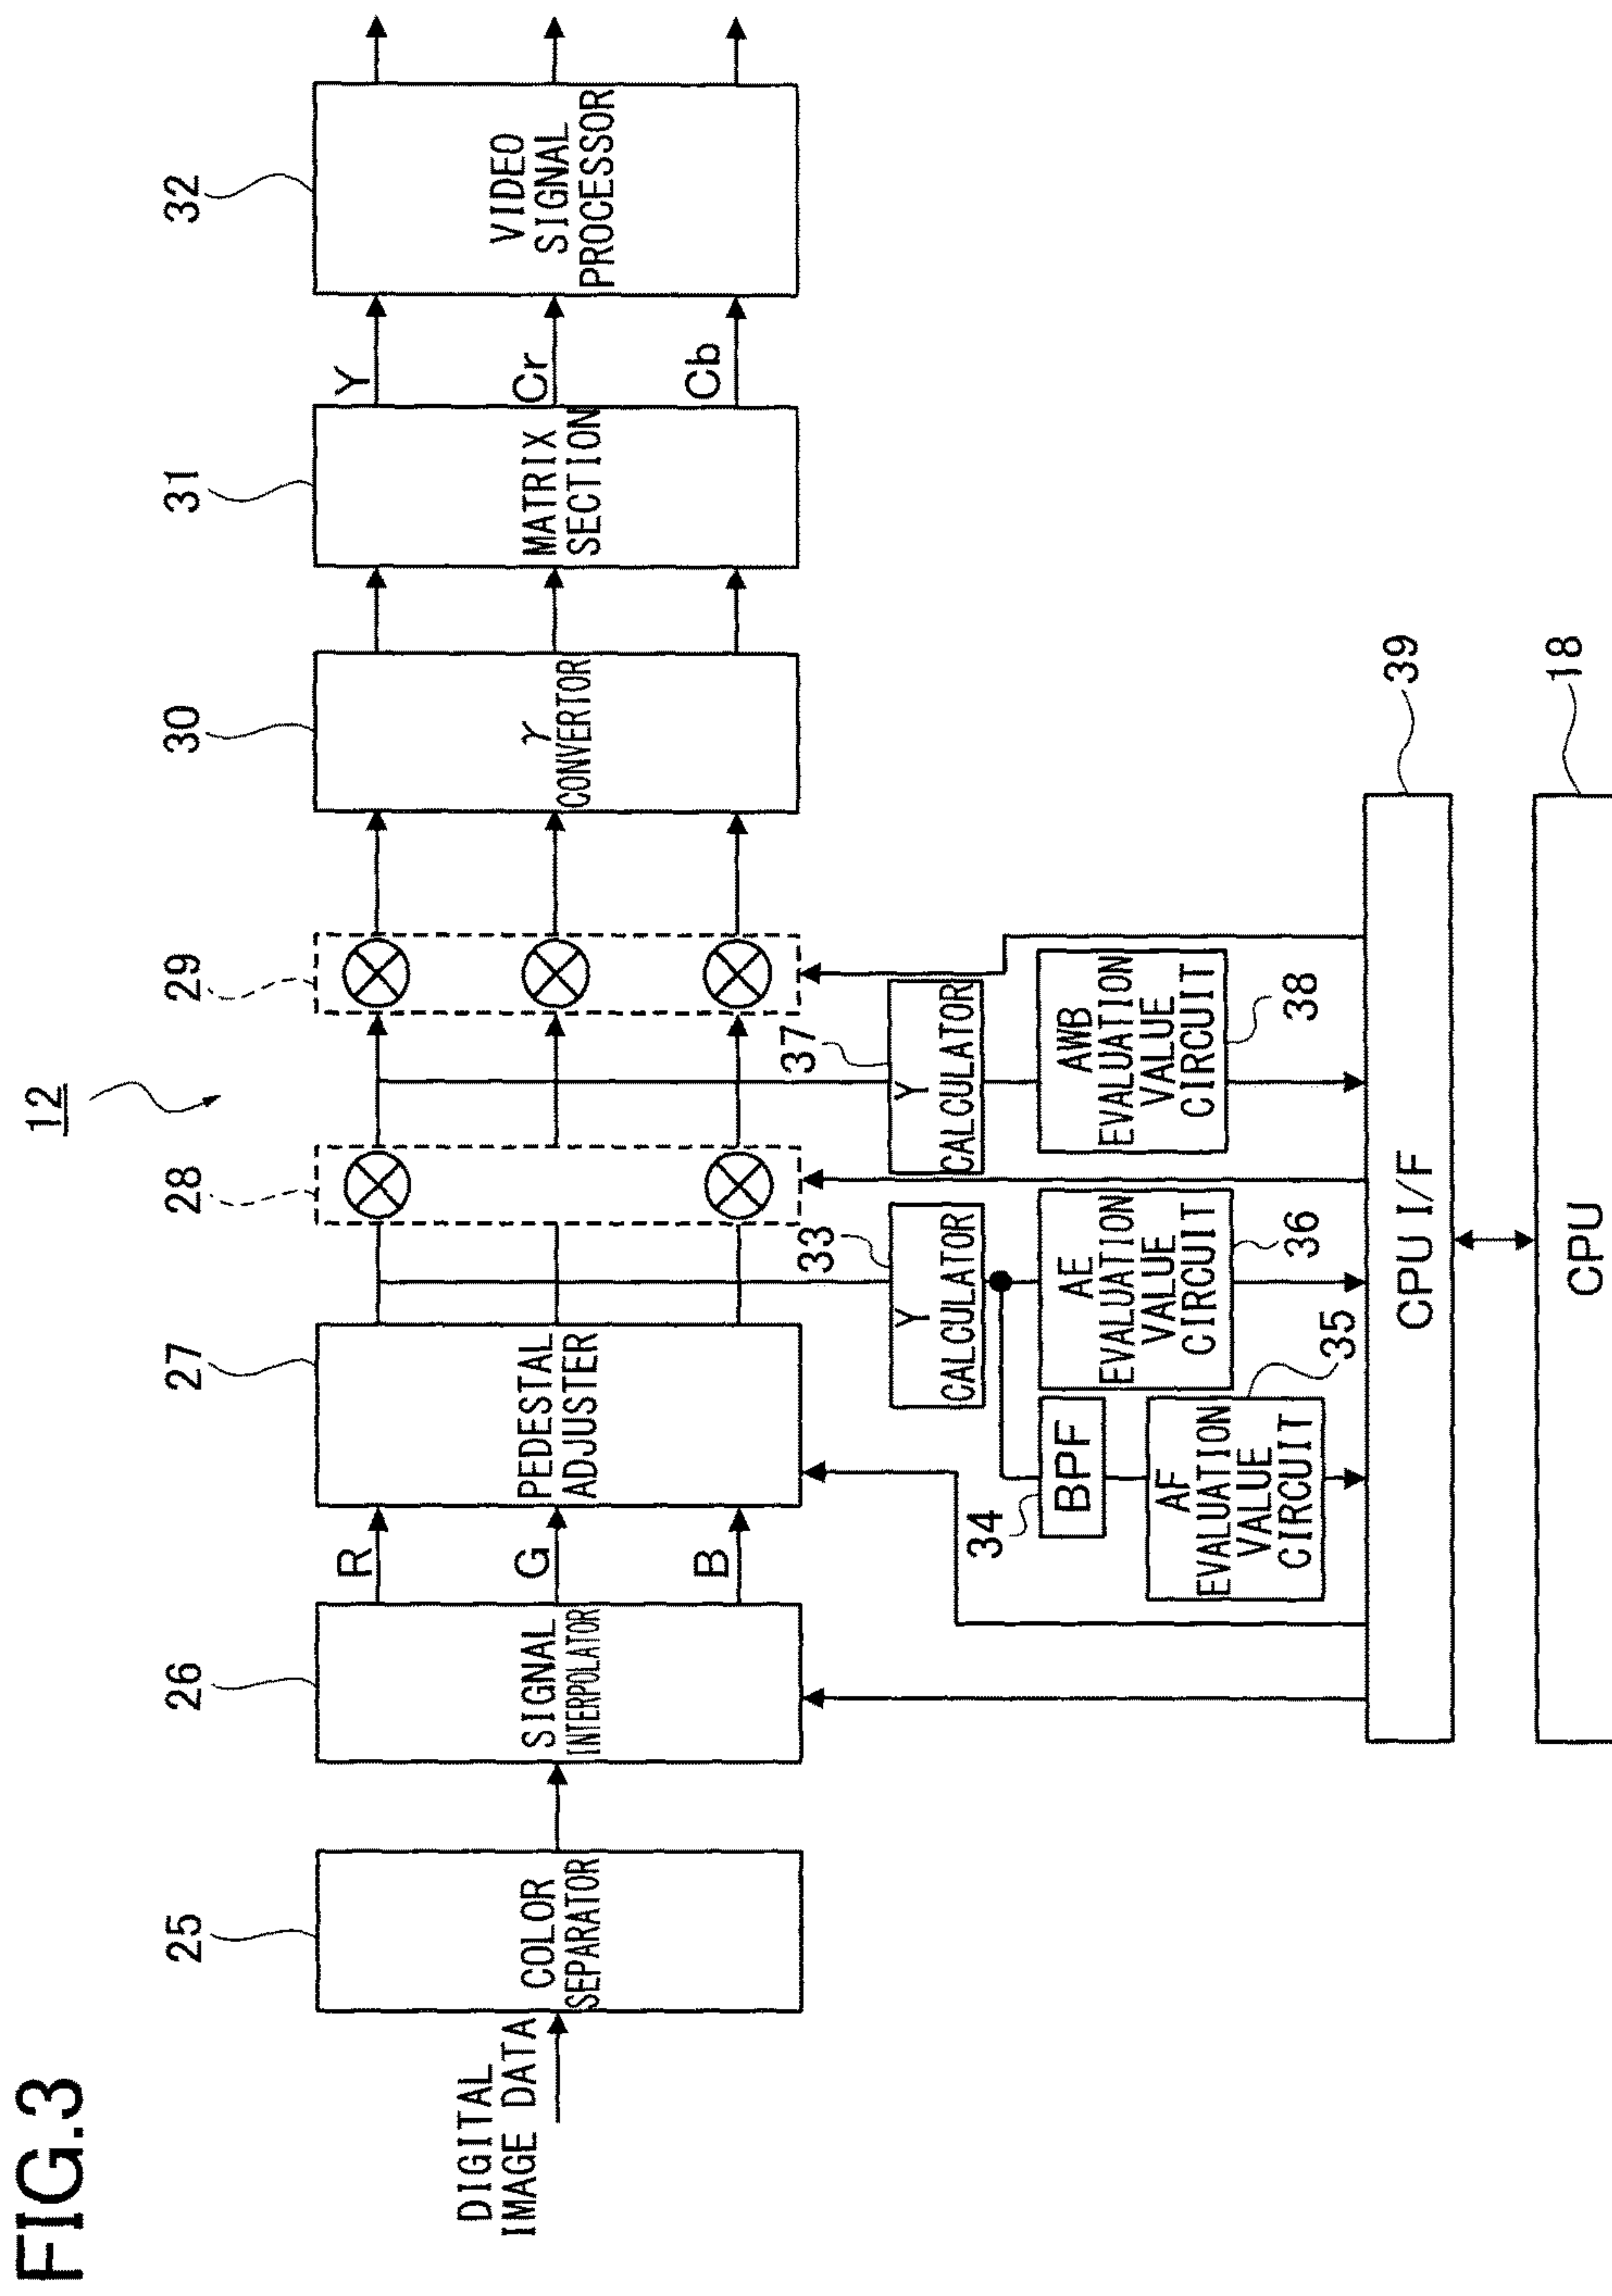 FIG.3
12
25
26
27
28
29
30
31
32
DIGITAL
IMAGE DATA
COLOR
SEPARATOR
SIGNAL
INTERPOLATOR
R
G
B
PEDESTAL
ADJUSTER
γ
CONVERTOR
MATRIX
SECTION
Y
Cr
Cb
VIDEO
SIGNAL
PROCESSOR
33
Y
CALCULATOR
37
Y
CALCULATOR
34
BPF
AF
EVALUATION
VALUE
CIRCUIT
35
AE
EVALUATION
VALUE
CIRCUIT
36
AWB
EVALUATION
VALUE
CIRCUIT
38
CPU I/F
39
CPU
18